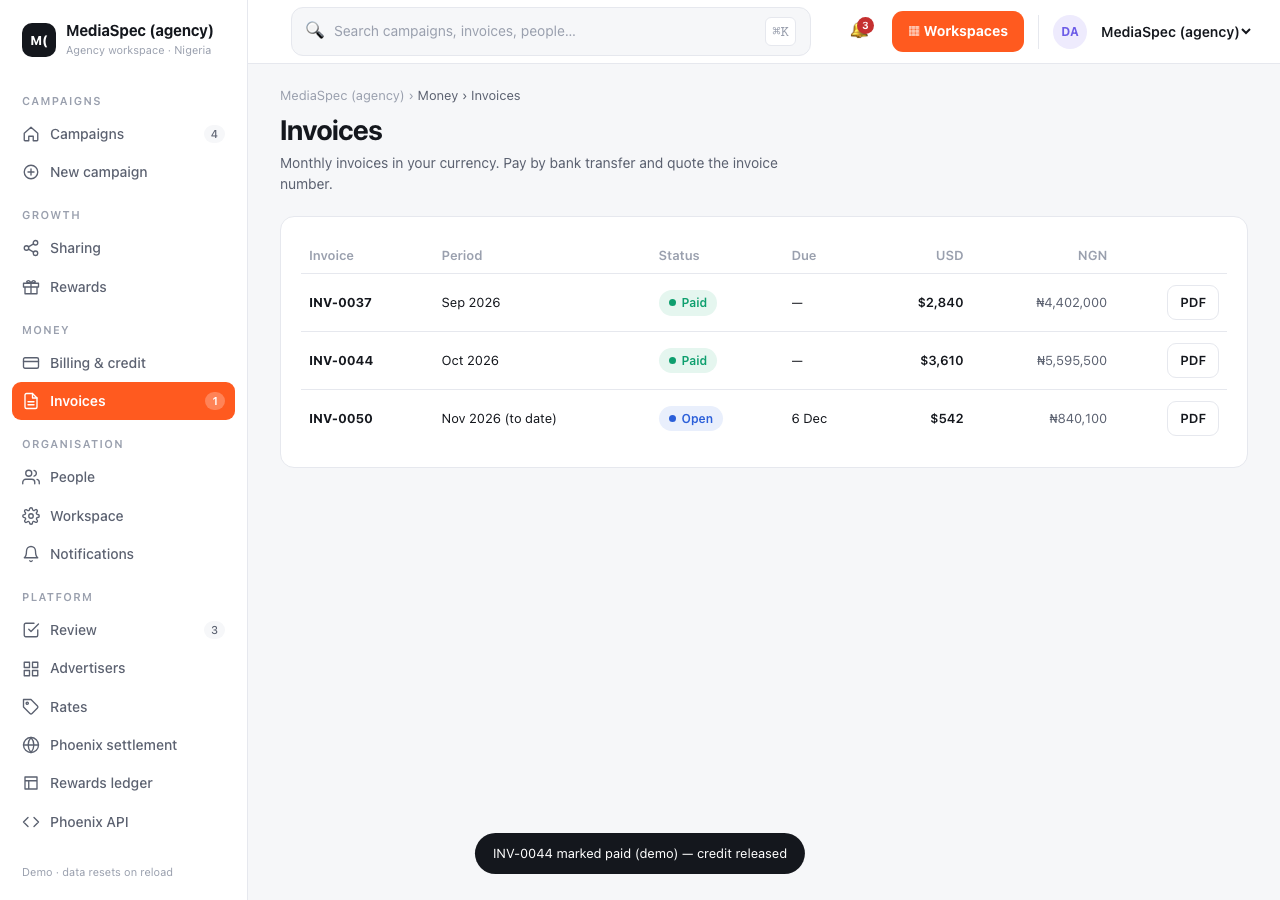 M(
MediaSpec (agency)
Agency workspace · Nigeria
CAMPAIGNS
Campaigns 4
New campaign
GROWTH
Sharing
Rewards
MONEY
Billing & credit
Invoices 1
ORGANISATION
People
Workspace
Notifications
PLATFORM
Review 3
Advertisers
Rates
Phoenix settlement
Rewards ledger
Phoenix API
Demo · data resets on reload
Search campaigns, invoices, people... ⌘K
3
Workspaces
DA
MediaSpec (agency)
MediaSpec (agency) › Money › Invoices
Invoices
Monthly invoices in your currency. Pay by bank transfer and quote the invoice
number.
Invoice Period Status Due USD NGN
INV-0037 Sep 2026 Paid — $2,840 ₦4,402,000 PDF
INV-0044 Oct 2026 Paid — $3,610 ₦5,595,500 PDF
INV-0050 Nov 2026 (to date) Open 6 Dec $542 ₦840,100 PDF
INV-0044 marked paid (demo) — credit released